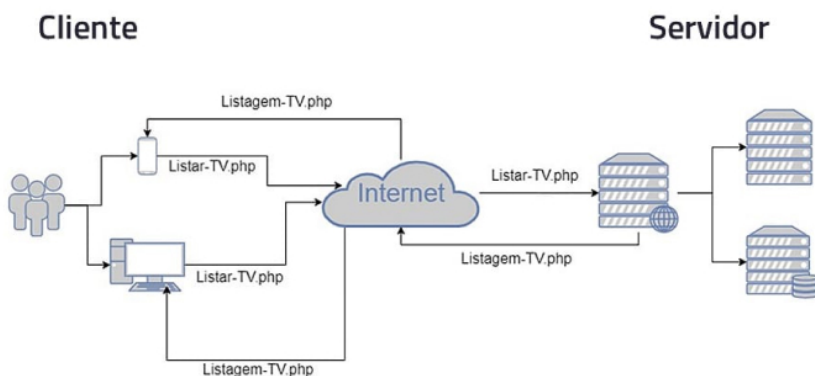 Cliente
Servidor
Listagem-TV.php
Listar-TV.php
Internet
Listar-TV.php
Listagem-TV.php
Listar-TV.php
Listagem-TV.php